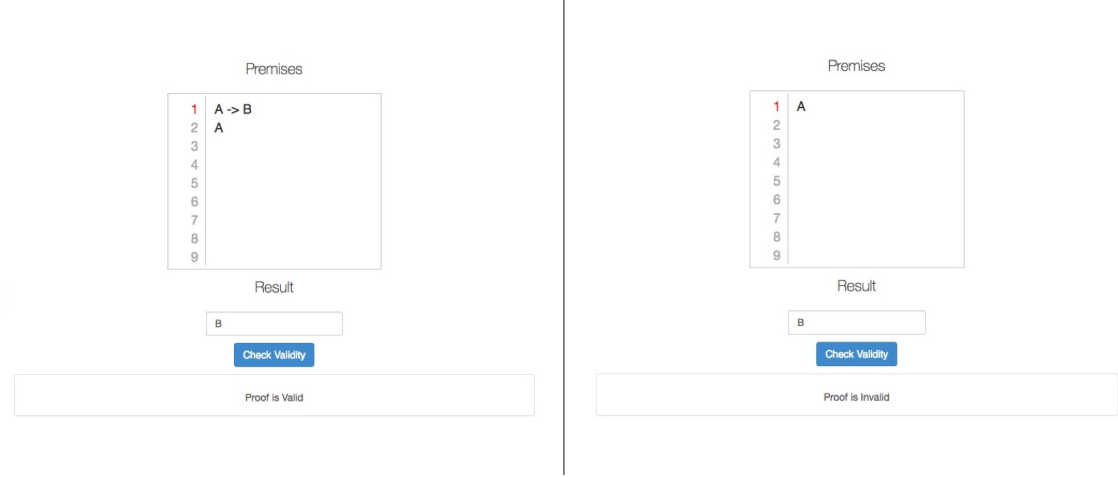 Premises
1 A -> B
2 A
3
4
5
6
7
8
9
Result
B
Check Validity
Proof is Valid
Premises
1 A
2
3
4
5
6
7
8
9
Result
B
Check Validity
Proof is Invalid